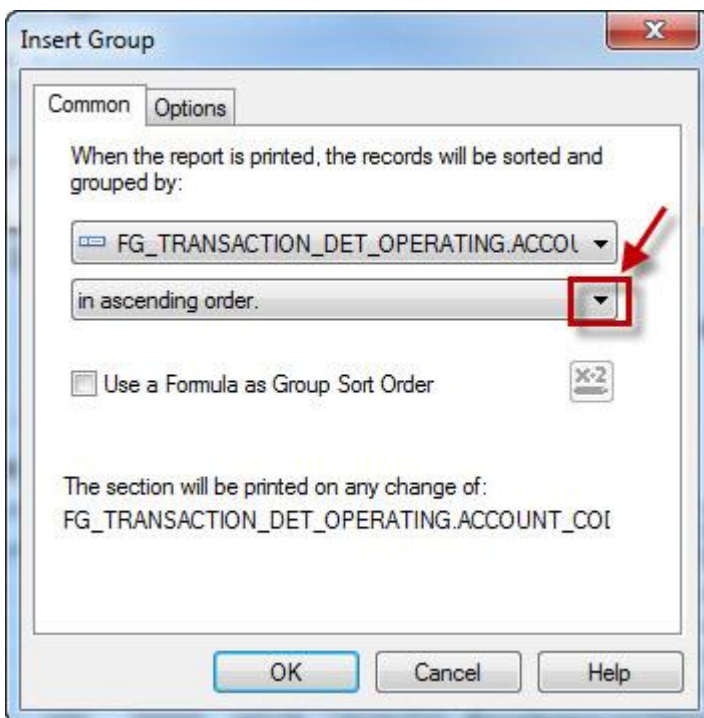 Insert Group
Common Options
When the report is printed, the records will be sorted and
grouped by:
FG_TRANSACTION_DET_OPERATING.ACCOU
in ascending order.
Use a Formula as Group Sort Order
X·2
The section will be printed on any change of:
FG_TRANSACTION_DET_OPERATING.ACCOUNT_COD
OK Cancel Help